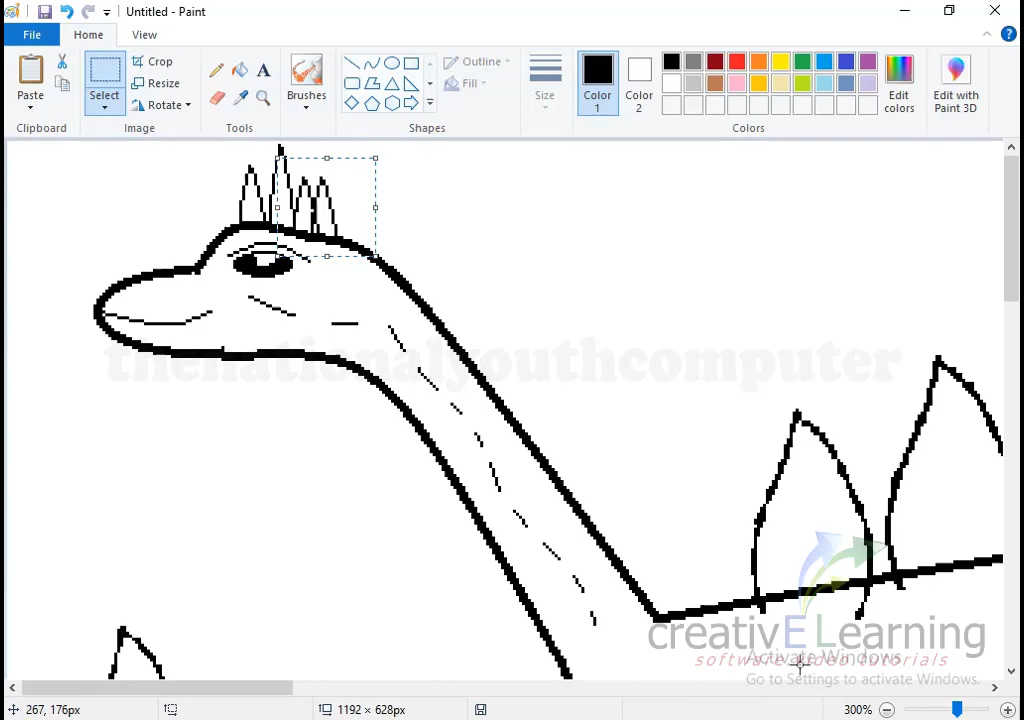 Untitled - Paint
File Home View
Paste
Clipboard
Select
Crop
Resize
Rotate
Image
Tools
Brushes
Outline
Fill
Shapes
Size
Color 1
Color 2
Edit colors
Colors
Edit with Paint 3D
thenationalyouthcomputer
creativELearning
software video tutorials
Activate Windows
Go to Settings to activate Windows.
267, 176px
1192 × 628px
300%